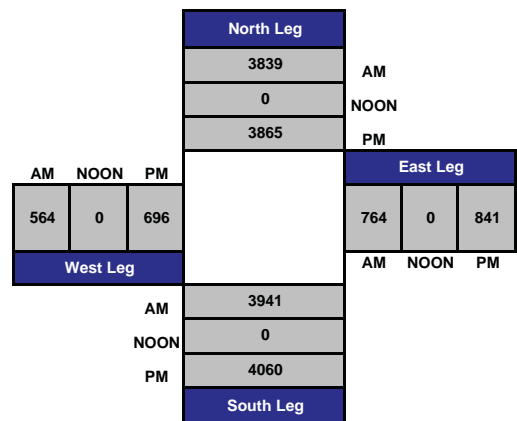 North Leg
3839
AM
0
NOON
3865
PM
AM NOON PM
East Leg
564 0 696
764 0 841
West Leg
AM NOON PM
3941
AM
0
NOON
4060
PM
South Leg